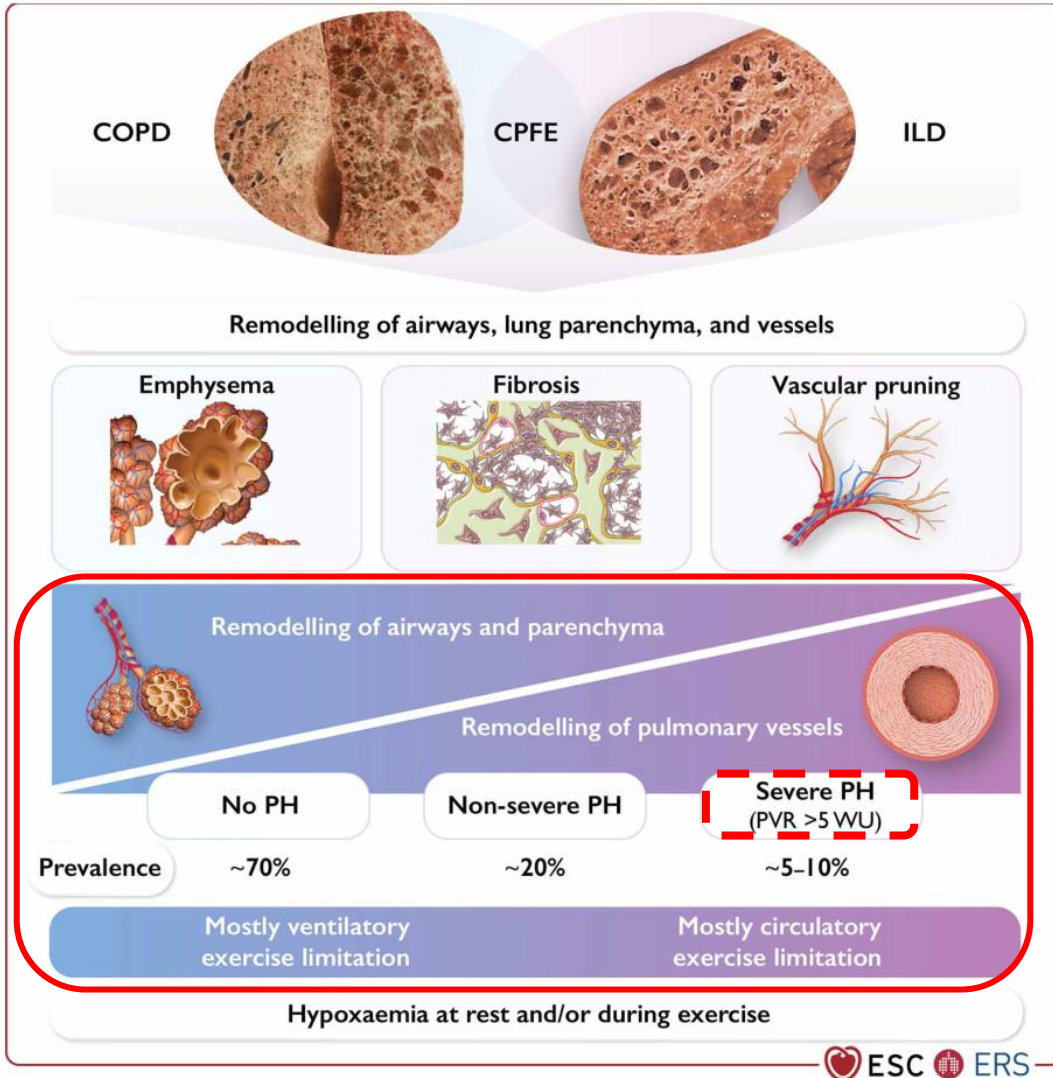 COPD
CPFE
ILD
Remodelling of airways, lung parenchyma, and vessels
Emphysema
Fibrosis
Vascular pruning
Remodelling of airways and parenchyma
Remodelling of pulmonary vessels
No PH
Non-severe PH
Severe PH
(PVR >5 WU)
Prevalence
~70%
~20%
~5–10%
Mostly ventilatory
exercise limitation
Mostly circulatory
exercise limitation
Hypoxaemia at rest and/or during exercise
ESC ERS